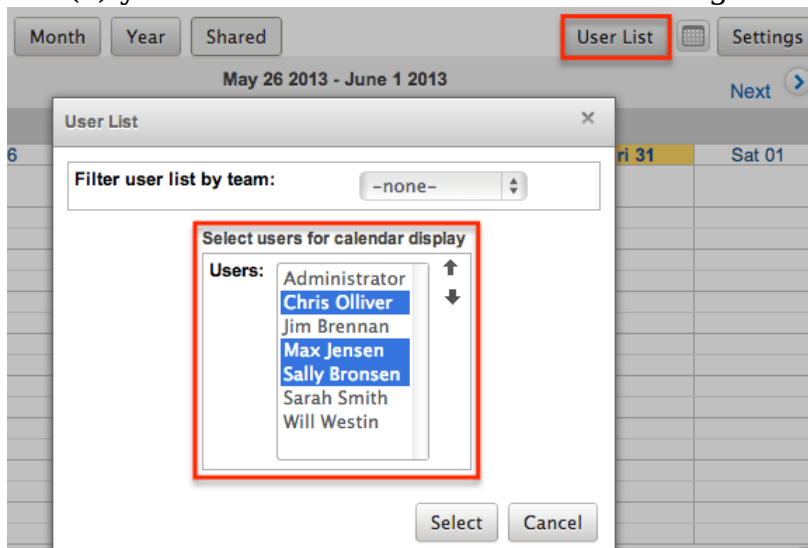 Month Year Shared User List Settings
May 26 2013 - June 1 2013
Next
User List ×
6 ri 31 Sat 01
Filter user list by team: -none-
Select users for calendar display
Users:
Administrator
Chris Olliver
Jim Brennan
Max Jensen
Sally Bronsen
Sarah Smith
Will Westin
Select Cancel